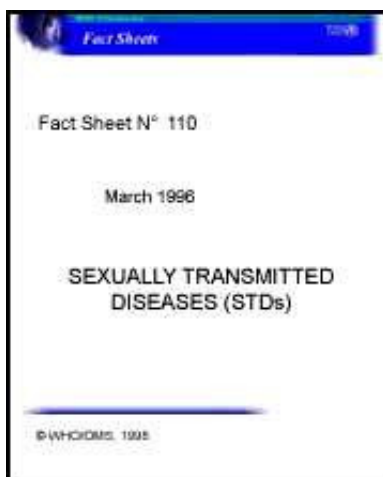 Fact Sheets
Fact Sheet N° 110
March 1996
SEXUALLY TRANSMITTED
DISEASES (STDs)
© WHO/OMS, 1998